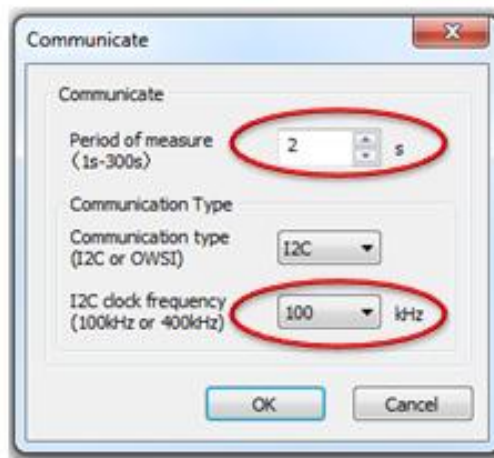 Communicate
Communicate
Period of measure
(1s-300s)
2
s
Communication Type
Communication type
(I2C or OWSI)
I2C
I2C clock frequency
(100kHz or 400kHz)
100
kHz
OK
Cancel